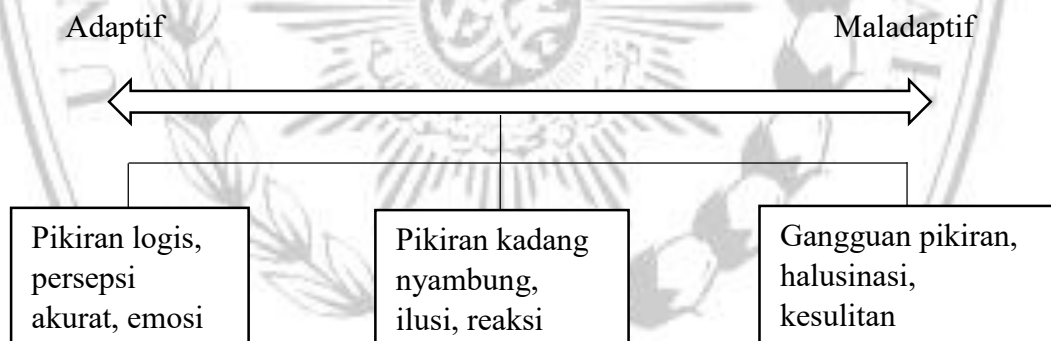 Adaptif
Maladaptif
Pikiran logis,
persepsi
akurat, emosi
Pikiran kadang
nyambung,
ilusi, reaksi
Gangguan pikiran,
halusinasi,
kesulitan